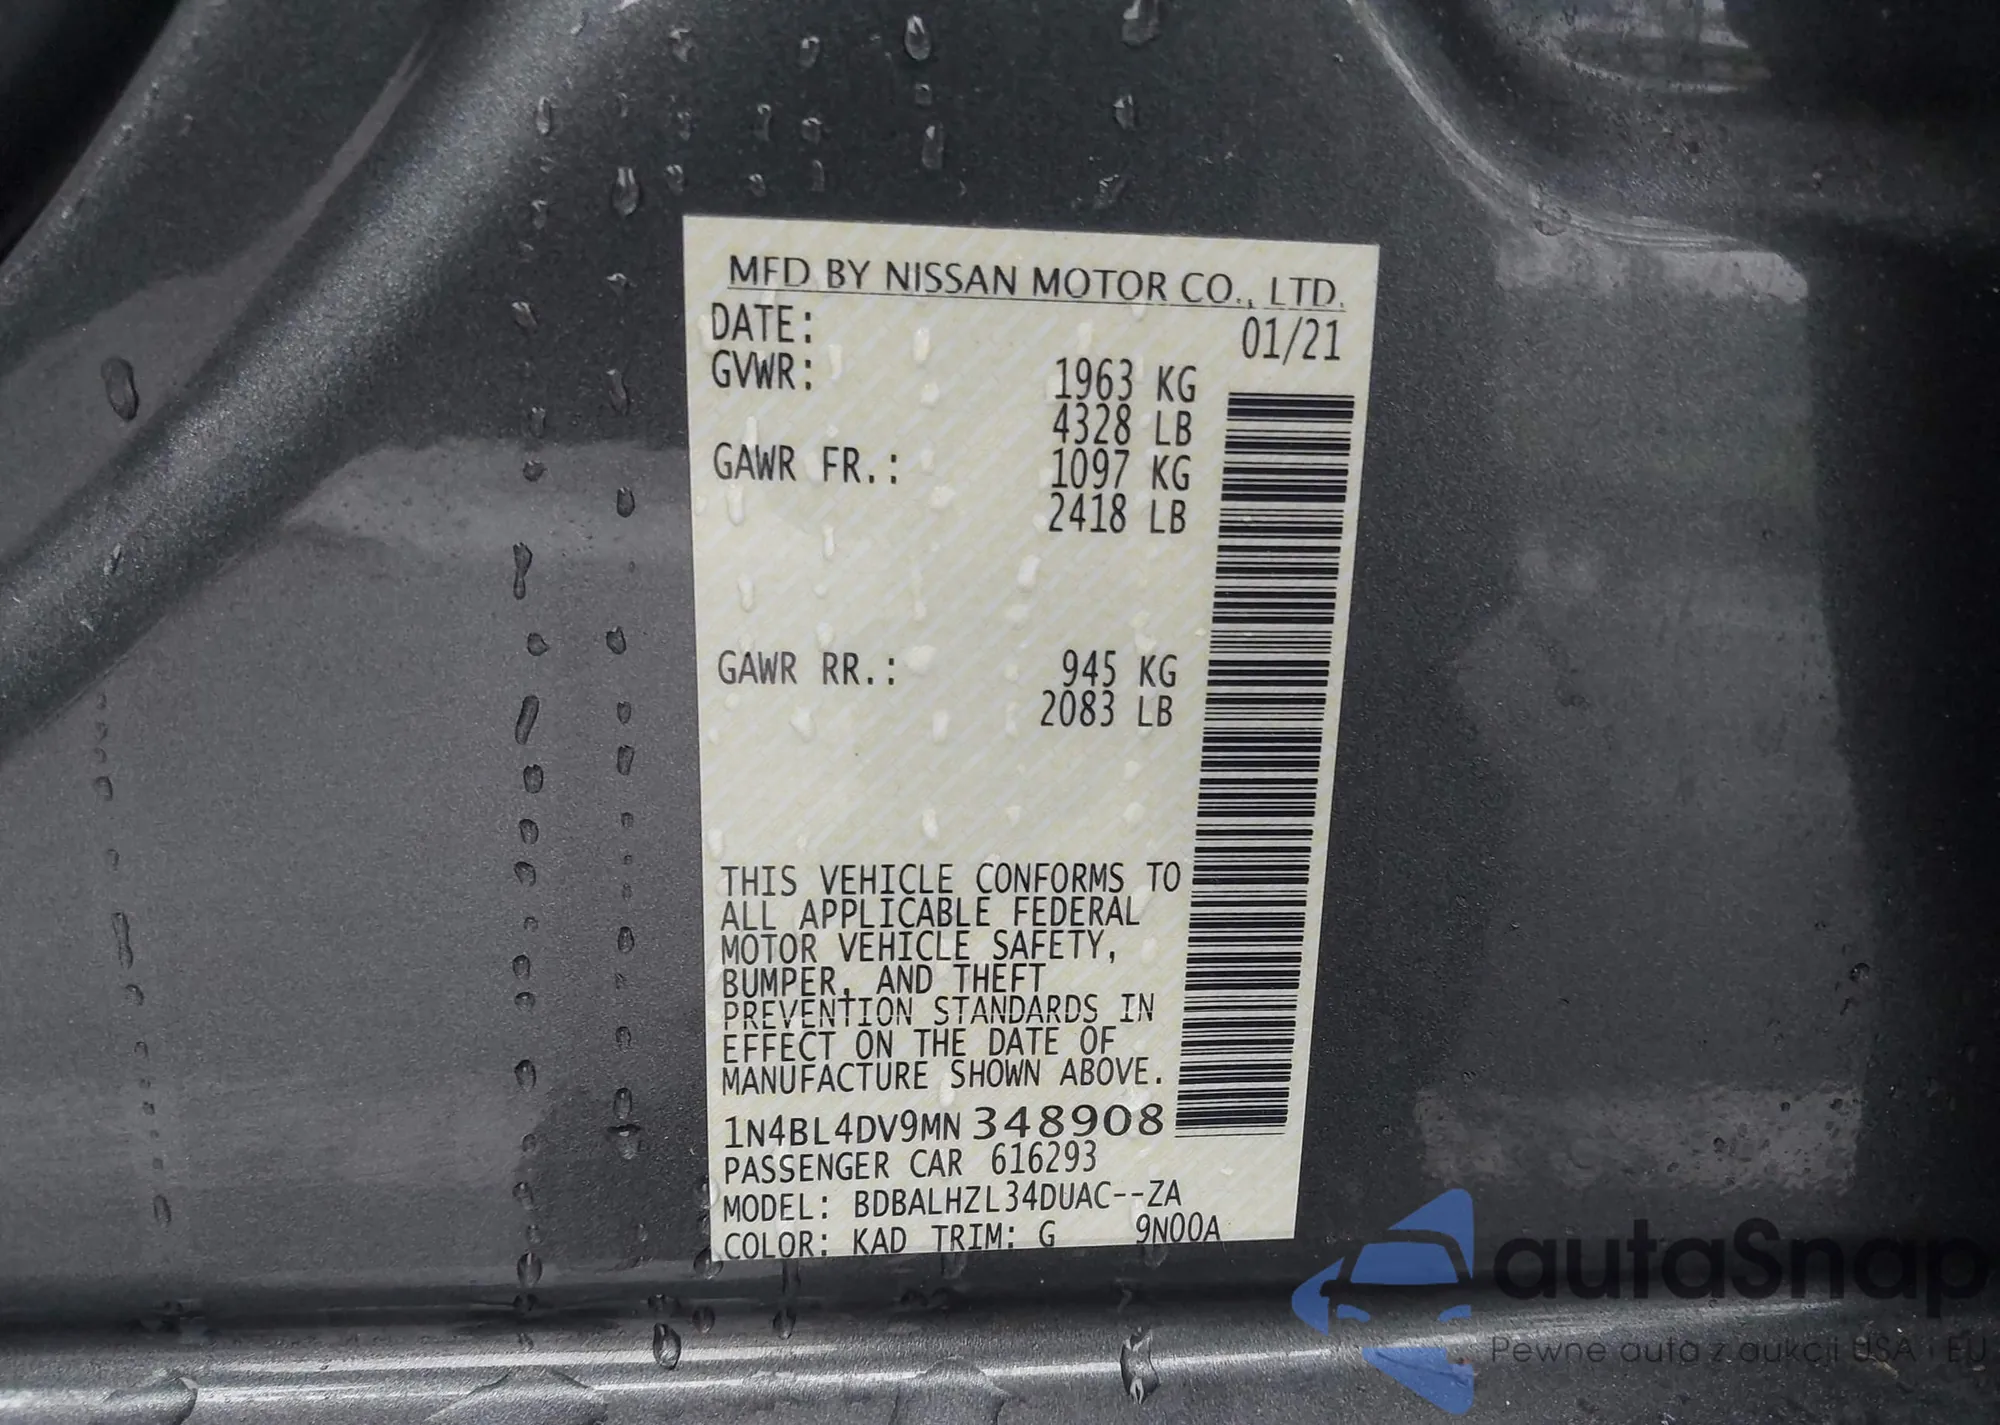 MFD BY NISSAN MOTOR CO., LTD.
DATE: 01/21
GVWR: 1963 KG
4328 LB
GAWR FR.: 1097 KG
2418 LB
GAWR RR.: 945 KG
2083 LB
THIS VEHICLE CONFORMS TO
ALL APPLICABLE FEDERAL
MOTOR VEHICLE SAFETY,
BUMPER, AND THEFT
PREVENTION STANDARDS IN
EFFECT ON THE DATE OF
MANUFACTURE SHOWN ABOVE.
1N4BL4DV9MN348908
PASSENGER CAR 616293
MODEL: BDBALHZL34DUAC--ZA
COLOR: KAD TRIM: G 9N00A
autaSnap
Pewne auta z aukcji USA i EU